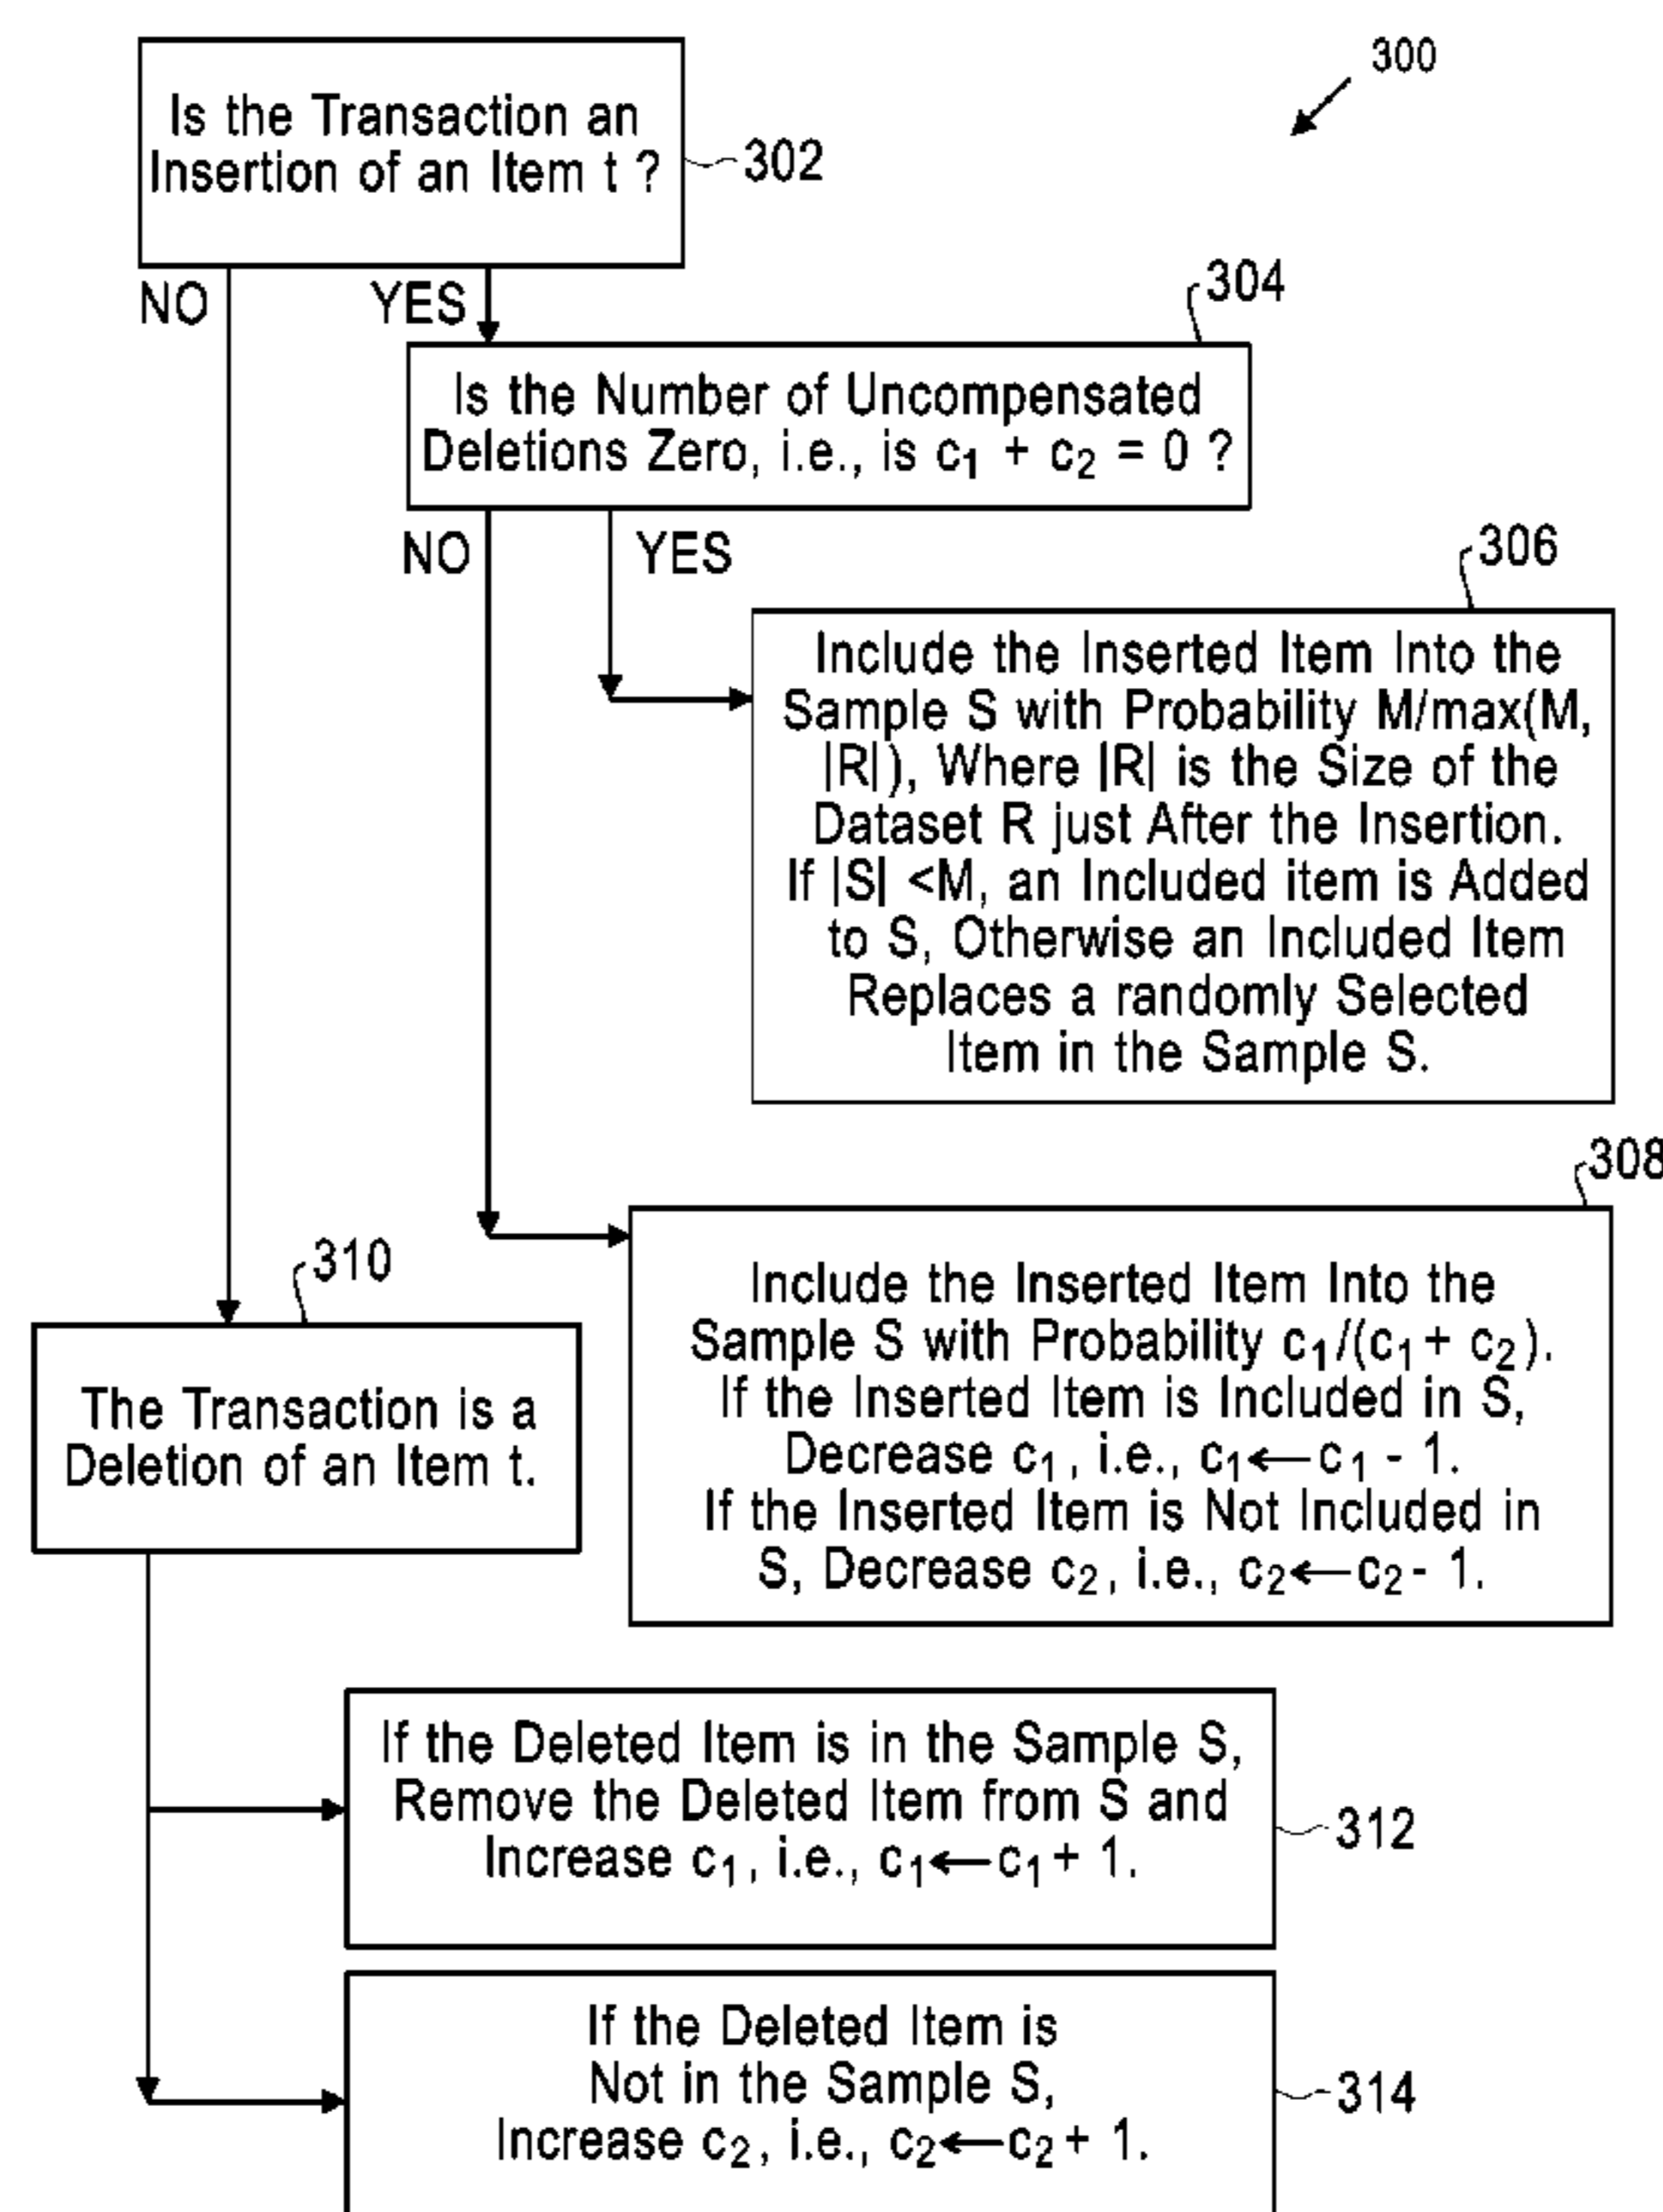 300
Is the Transaction an
Insertion of an Item t ?
302
NO
YES
304
Is the Number of Uncompensated
Deletions Zero, i.e., is c₁ + c₂ = 0 ?
NO
YES
306
Include the Inserted Item Into the
Sample S with Probability M/max(M,
|R|), Where |R| is the Size of the
Dataset R just After the Insertion.
If |S| <M, an Included item is Added
to S, Otherwise an Included Item
Replaces a randomly Selected
Item in the Sample S.
308
Include the Inserted Item Into the
Sample S with Probability c₁/(c₁+ c₂).
If the Inserted Item is Included in S,
Decrease c₁, i.e., c₁←c₁ - 1.
If the Inserted Item is Not Included in
S, Decrease c₂, i.e., c₂←c₂- 1.
310
The Transaction is a
Deletion of an Item t.
If the Deleted Item is in the Sample S,
Remove the Deleted Item from S and
Increase c₁, i.e., c₁←c₁+ 1.
312
If the Deleted Item is
Not in the Sample S,
Increase c₂, i.e., c₂←c₂+ 1.
314